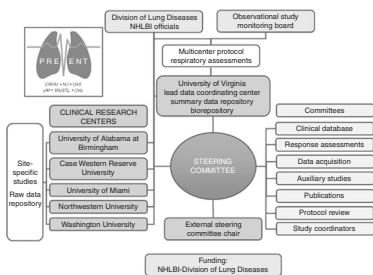 Division of Lung Diseases
NHLBI officials
Observational study
monitoring board
PRE ENT
Multicenter protocol
respiratory assessments
University of Virginia
lead data coordinating center
summary data repository
biorepository
CLINICAL RESEARCH
CENTERS
University of Alabama at
Birmingham
Case Western Reserve
University
University of Miami
Northwestern University
Washington University
Site-
specific
studies
Raw data
repository
STEERING
COMMITTEE
External steering
committee chair
Committees
Clinical database
Response assessments
Data acquisition
Auxiliary studies
Publications
Protocol review
Study coordinators
Funding:
NHLBI-Division of Lung Diseases